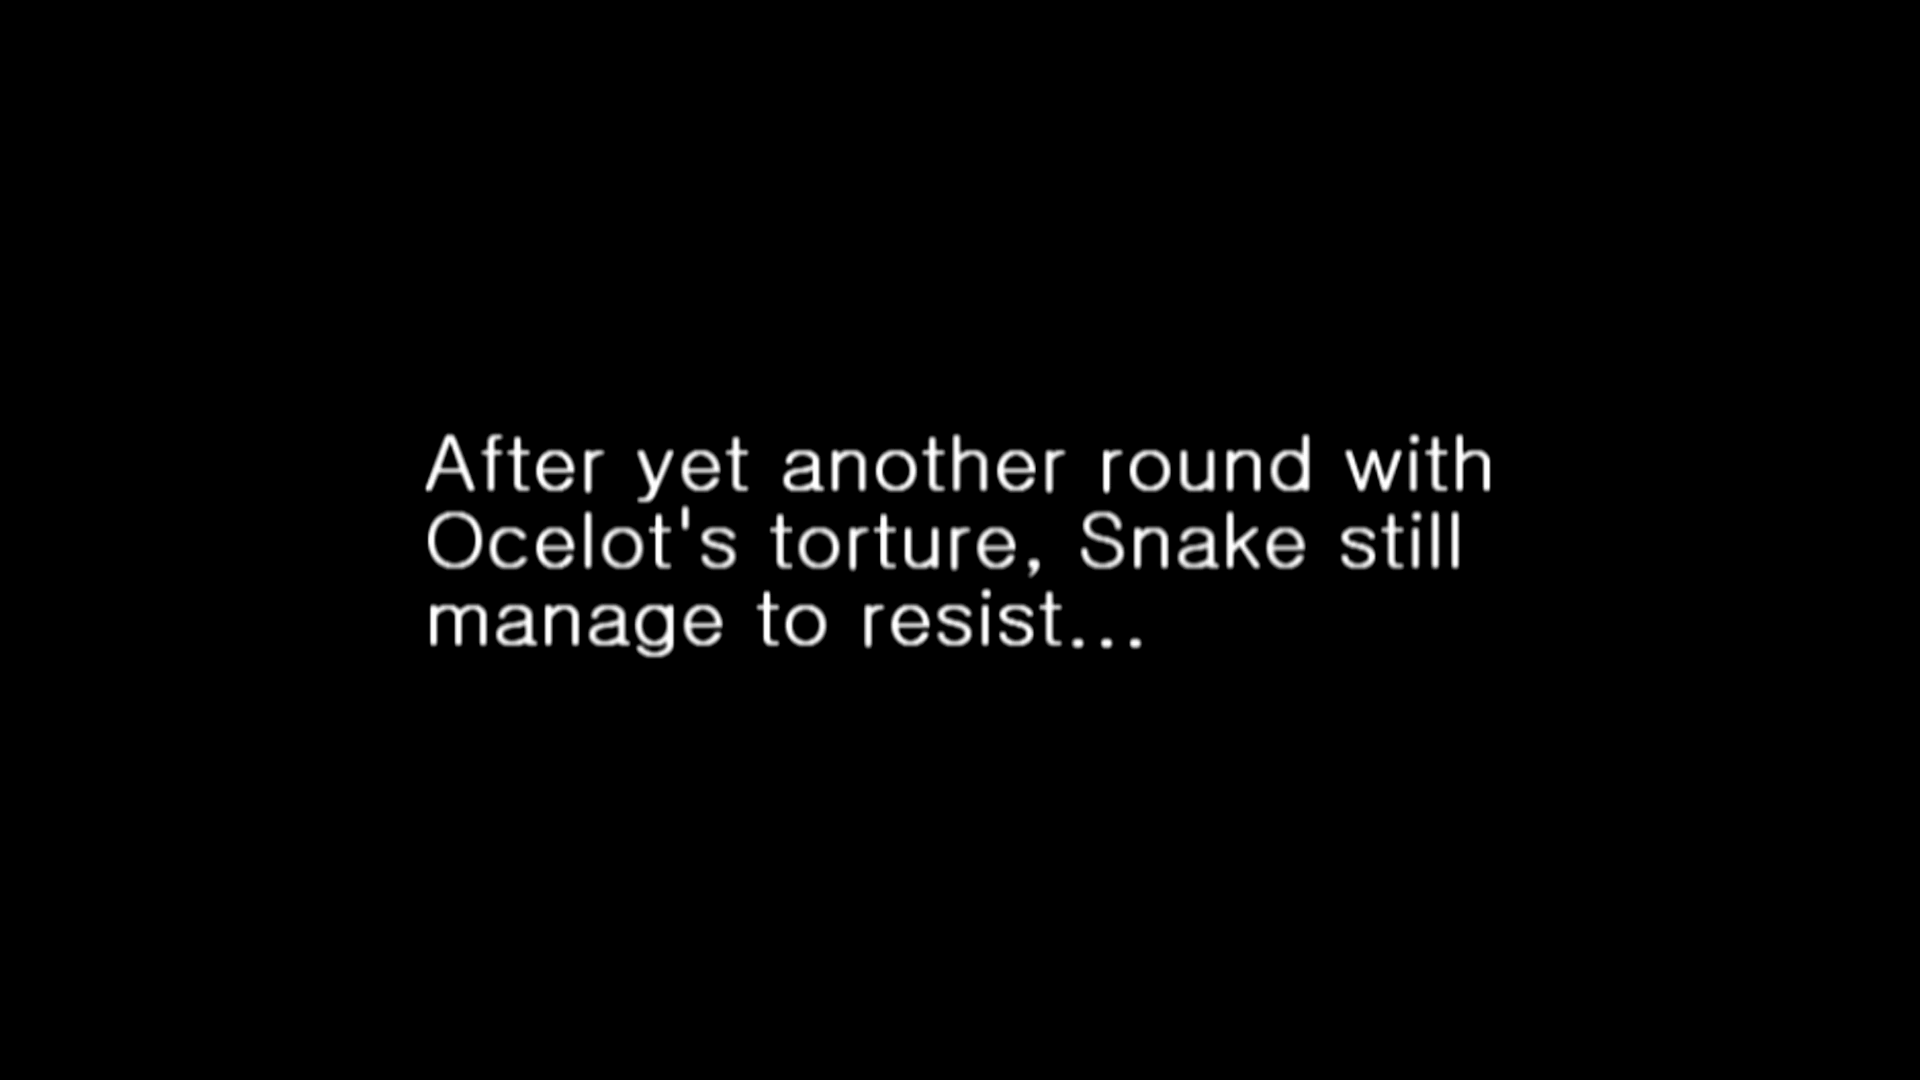 After yet another round with
Ocelot's torture, Snake still
manage to resist...